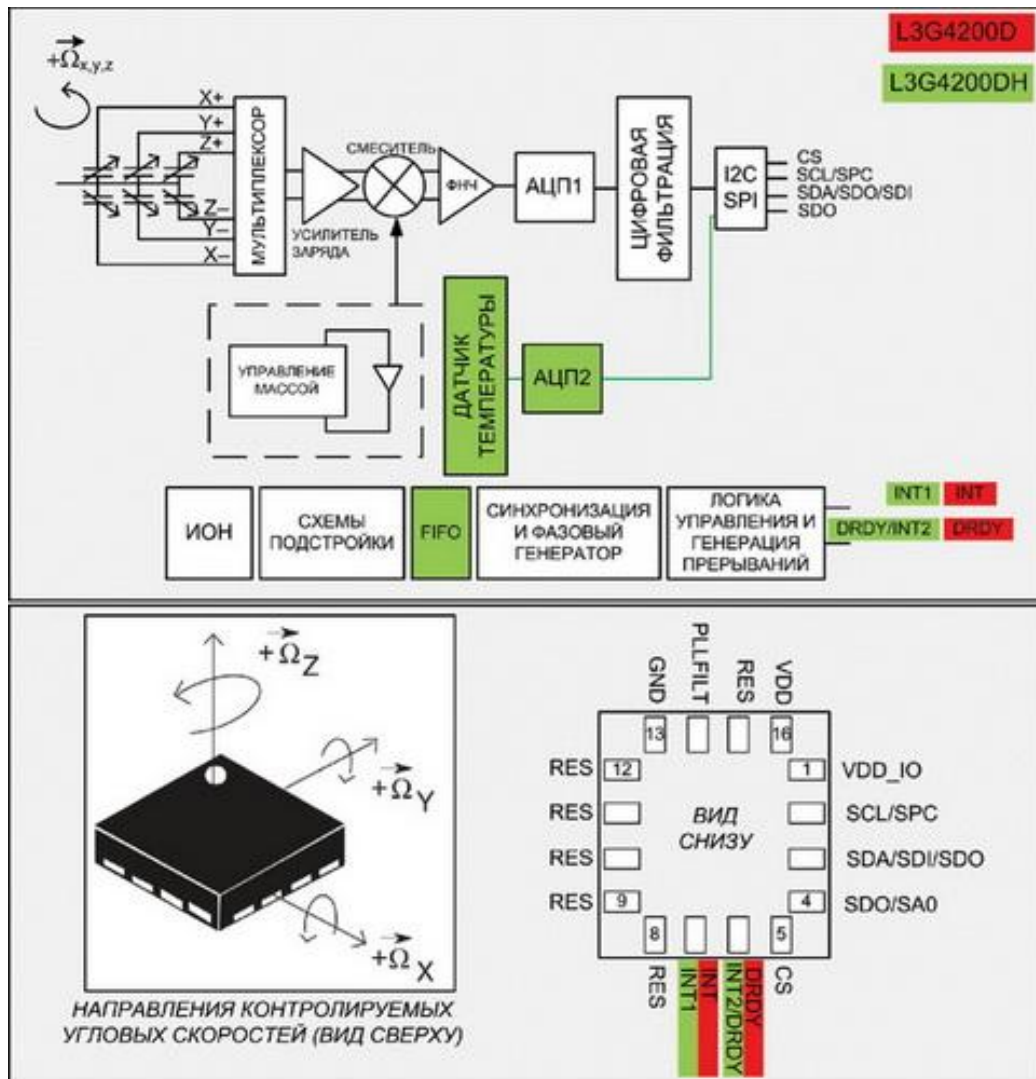 L3G4200D
L3G4200DH
+Ωx,y,z
X+
Y+
Z+
Z−
Y−
X−
МУЛЬТИПЛЕКСОР
УСИЛИТЕЛЬ
ЗАРЯДА
СМЕСИТЕЛЬ
ФНЧ
АЦП1
ЦИФРОВАЯ
ФИЛЬТРАЦИЯ
I2C
SPI
CS
SCL/SPC
SDA/SDO/SDI
SDO
УПРАВЛЕНИЕ
МАССОЙ
ДАТЧИК
ТЕМПЕРАТУРЫ
АЦП2
ИОН
СХЕМЫ
ПОДСТРОЙКИ
FIFO
СИНХРОНИЗАЦИЯ
И ФАЗОВЫЙ
ГЕНЕРАТОР
ЛОГИКА
УПРАВЛЕНИЯ И
ГЕНЕРАЦИЯ
ПРЕРЫВАНИЙ
INT1 INT
DRDY/INT2 DRDY
+ΩZ
+ΩY
+ΩX
НАПРАВЛЕНИЯ КОНТРОЛИРУЕМЫХ
УГЛОВЫХ СКОРОСТЕЙ (ВИД СВЕРХУ)
GND
PLLFILT
RES
VDD
13
16
RES 12
1 VDD_IO
RES
SCL/SPC
ВИД
СНИЗУ
RES
SDA/SDI/SDO
RES 9
4 SDO/SA0
8
5
RES
INT1
INT
INT2/DRDY
DRDY
CS